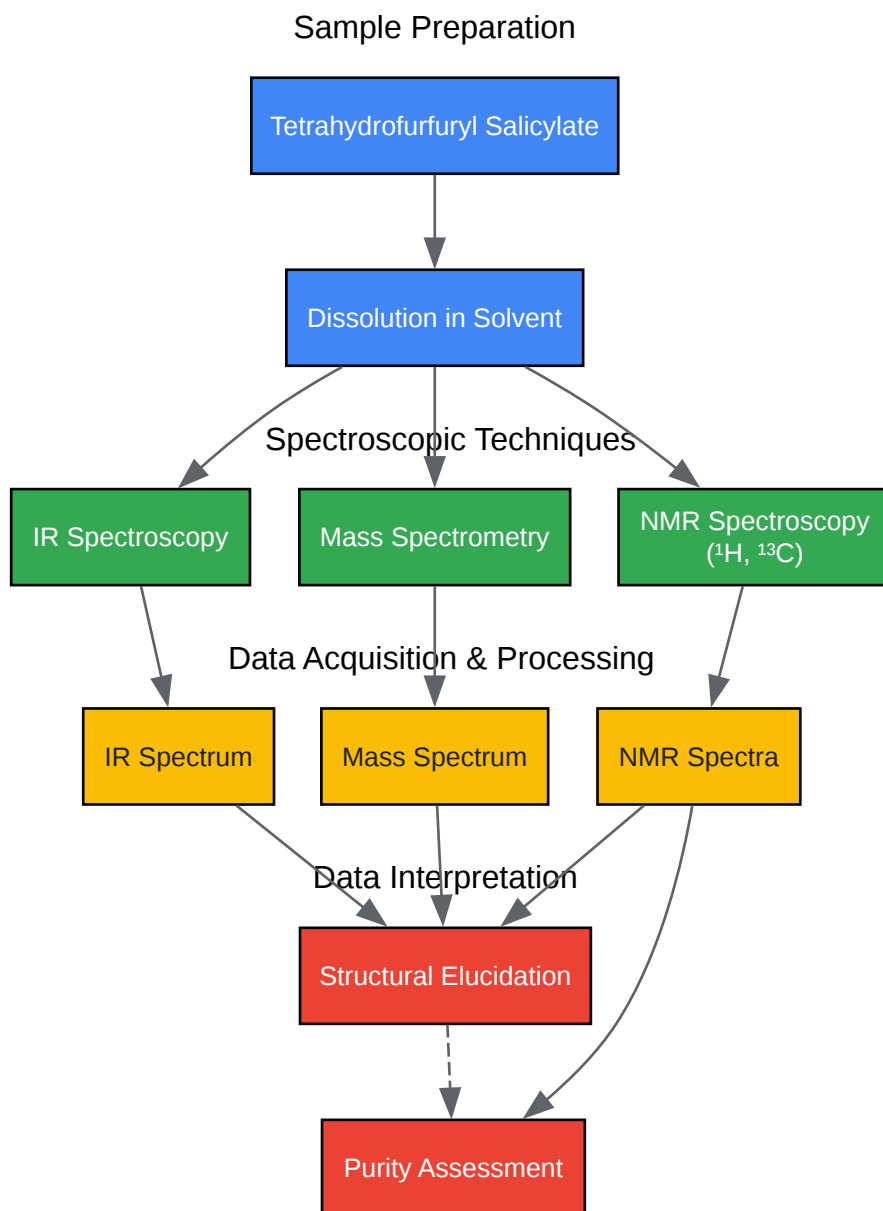 Sample Preparation
Tetrahydrofurfuryl Salicylate
Dissolution in Solvent
Spectroscopic Techniques
IR Spectroscopy
Mass Spectrometry
NMR Spectroscopy
(¹H, ¹³C)
Data Acquisition & Processing
IR Spectrum
Mass Spectrum
NMR Spectra
Data Interpretation
Structural Elucidation
Purity Assessment